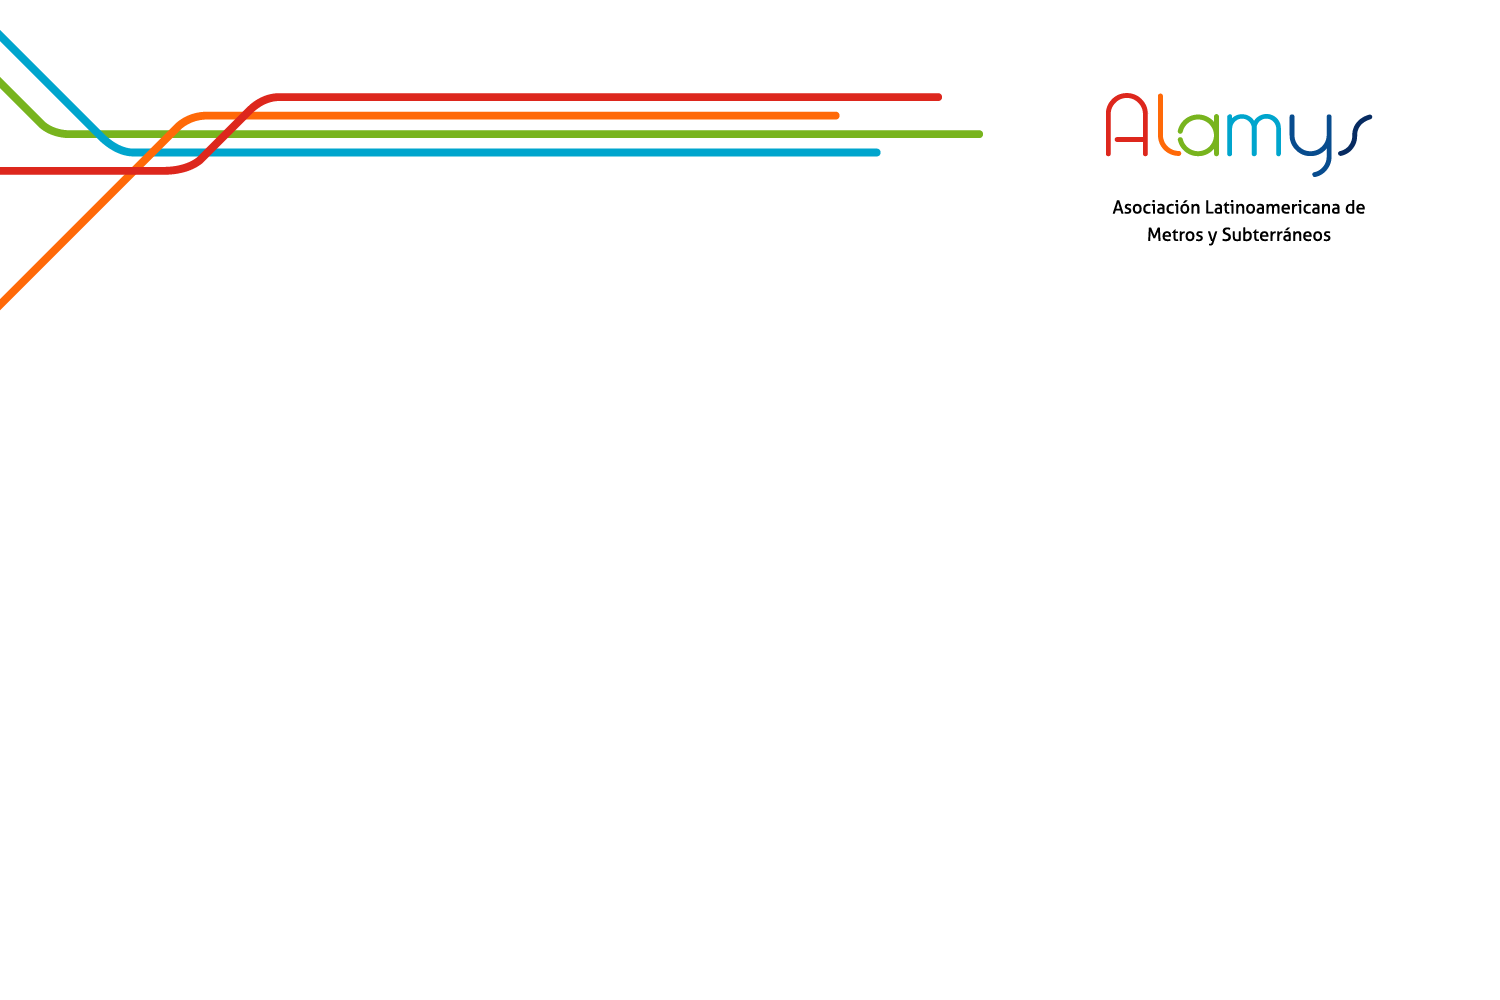 Alamys
Asociación Latinoamericana de
Metros y Subterráneos